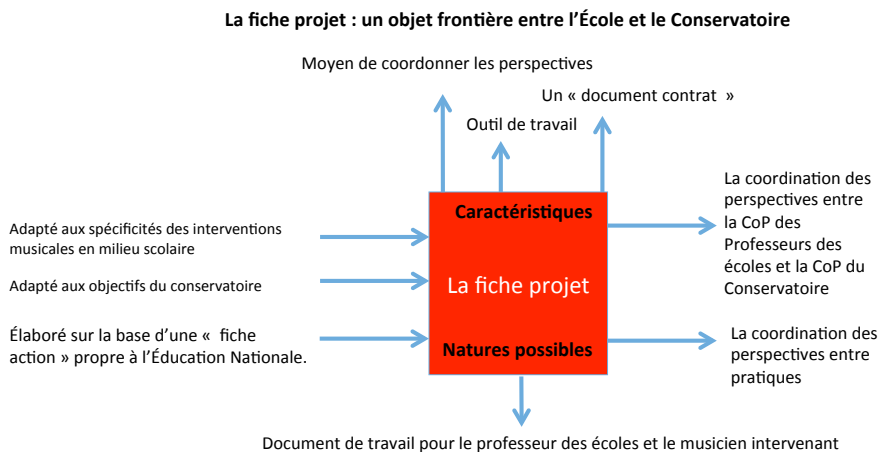 La fiche projet : un objet frontière entre l’École et le Conservatoire
Moyen de coordonner les perspectives
Un « document contrat »
Outil de travail
Caractéristiques
La fiche projet
Natures possibles
Adapté aux spécificités des interventions
musicales en milieu scolaire
Adapté aux objectifs du conservatoire
Élaboré sur la base d’une « fiche
action » propre à l’Éducation Nationale.
La coordination des
perspectives entre
la CoP des
Professeurs des
écoles et la CoP du
Conservatoire
La coordination des
perspectives entre
pratiques
Document de travail pour le professeur des écoles et le musicien intervenant